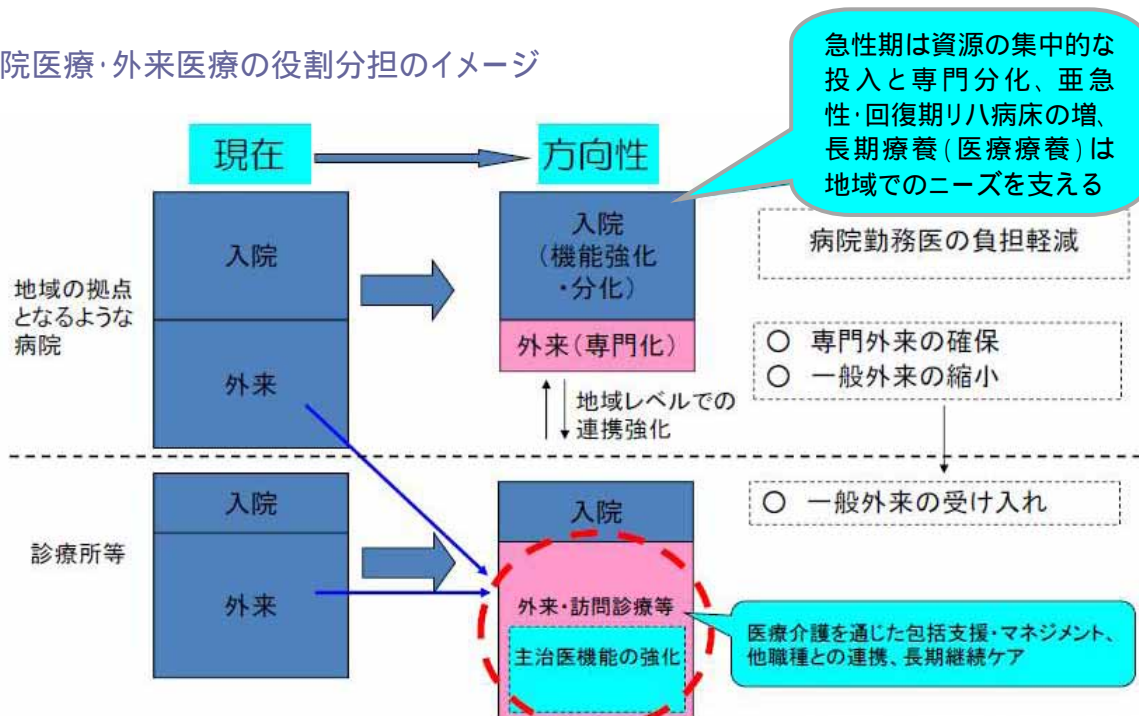 院医療・外来医療の役割分担のイメージ
急性期は資源の集中的な
投入と専門分化、亜急
性・回復期リハ病床の増、
長期療養(医療療養)は
地域でのニーズを支える
現在
方向性
地域の拠点
となるような
病院
入院
外来
入院
(機能強化
・分化)
外来(専門化)
地域レベルでの
連携強化
病院勤務医の負担軽減
○ 専門外来の確保
○ 一般外来の縮小
診療所等
入院
外来
入院
外来・訪問診療等
主治医機能の強化
○ 一般外来の受け入れ
医療介護を通じた包括支援・マネジメント、
他職種との連携、長期継続ケア